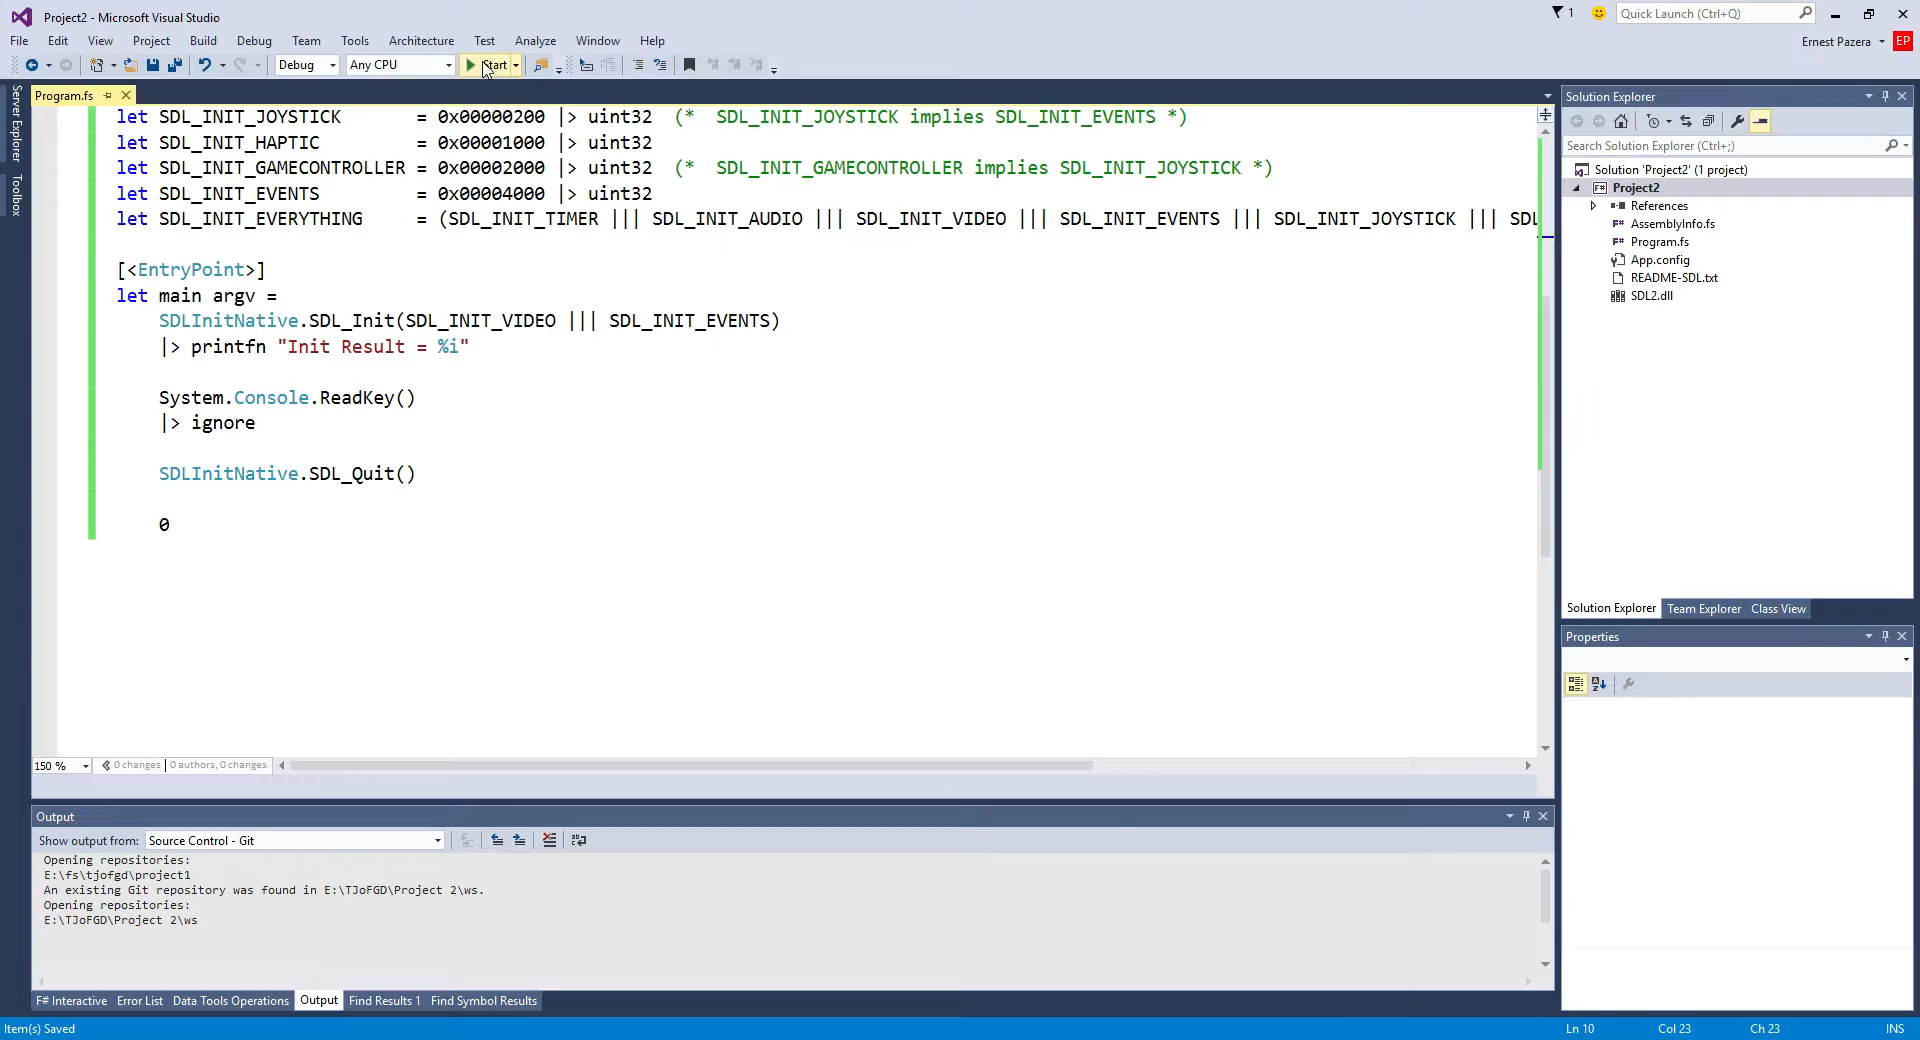 Project2 - Microsoft Visual Studio
1
Quick Launch (Ctrl+Q)
File Edit View Project Build Debug Team Tools Architecture Test Analyze Window Help
Ernest Pazera EP
Debug Any CPU Start
Server Explorer
Toolbox
Program.fs
let SDL_INIT_JOYSTICK = 0x00000200 |> uint32 (* SDL_INIT_JOYSTICK implies SDL_INIT_EVENTS *)
let SDL_INIT_HAPTIC = 0x00001000 |> uint32
let SDL_INIT_GAMECONTROLLER = 0x00002000 |> uint32 (* SDL_INIT_GAMECONTROLLER implies SDL_INIT_JOYSTICK *)
let SDL_INIT_EVENTS = 0x00004000 |> uint32
let SDL_INIT_EVERYTHING = (SDL_INIT_TIMER ||| SDL_INIT_AUDIO ||| SDL_INIT_VIDEO ||| SDL_INIT_EVENTS ||| SDL_INIT_JOYSTICK ||| SDL
[<EntryPoint>]
let main argv =
SDLInitNative.SDL_Init(SDL_INIT_VIDEO ||| SDL_INIT_EVENTS)
|> printfn "Init Result = %i"
System.Console.ReadKey()
|> ignore
SDLInitNative.SDL_Quit()
0
150 % 0 changes | 0 authors, 0 changes
Solution Explorer
Search Solution Explorer (Ctrl+;)
Solution 'Project2' (1 project)
Project2
References
AssemblyInfo.fs
Program.fs
App.config
README-SDL.txt
SDL2.dll
Solution Explorer Team Explorer Class View
Properties
Output
Show output from: Source Control - Git
Opening repositories:
E:\fs\tjofgd\project1
An existing Git repository was found in E:\TJoFGD\Project 2\ws.
Opening repositories:
E:\TJoFGD\Project 2\ws
F# Interactive Error List Data Tools Operations Output Find Results 1 Find Symbol Results
Item(s) Saved Ln 10 Col 23 Ch 23 INS